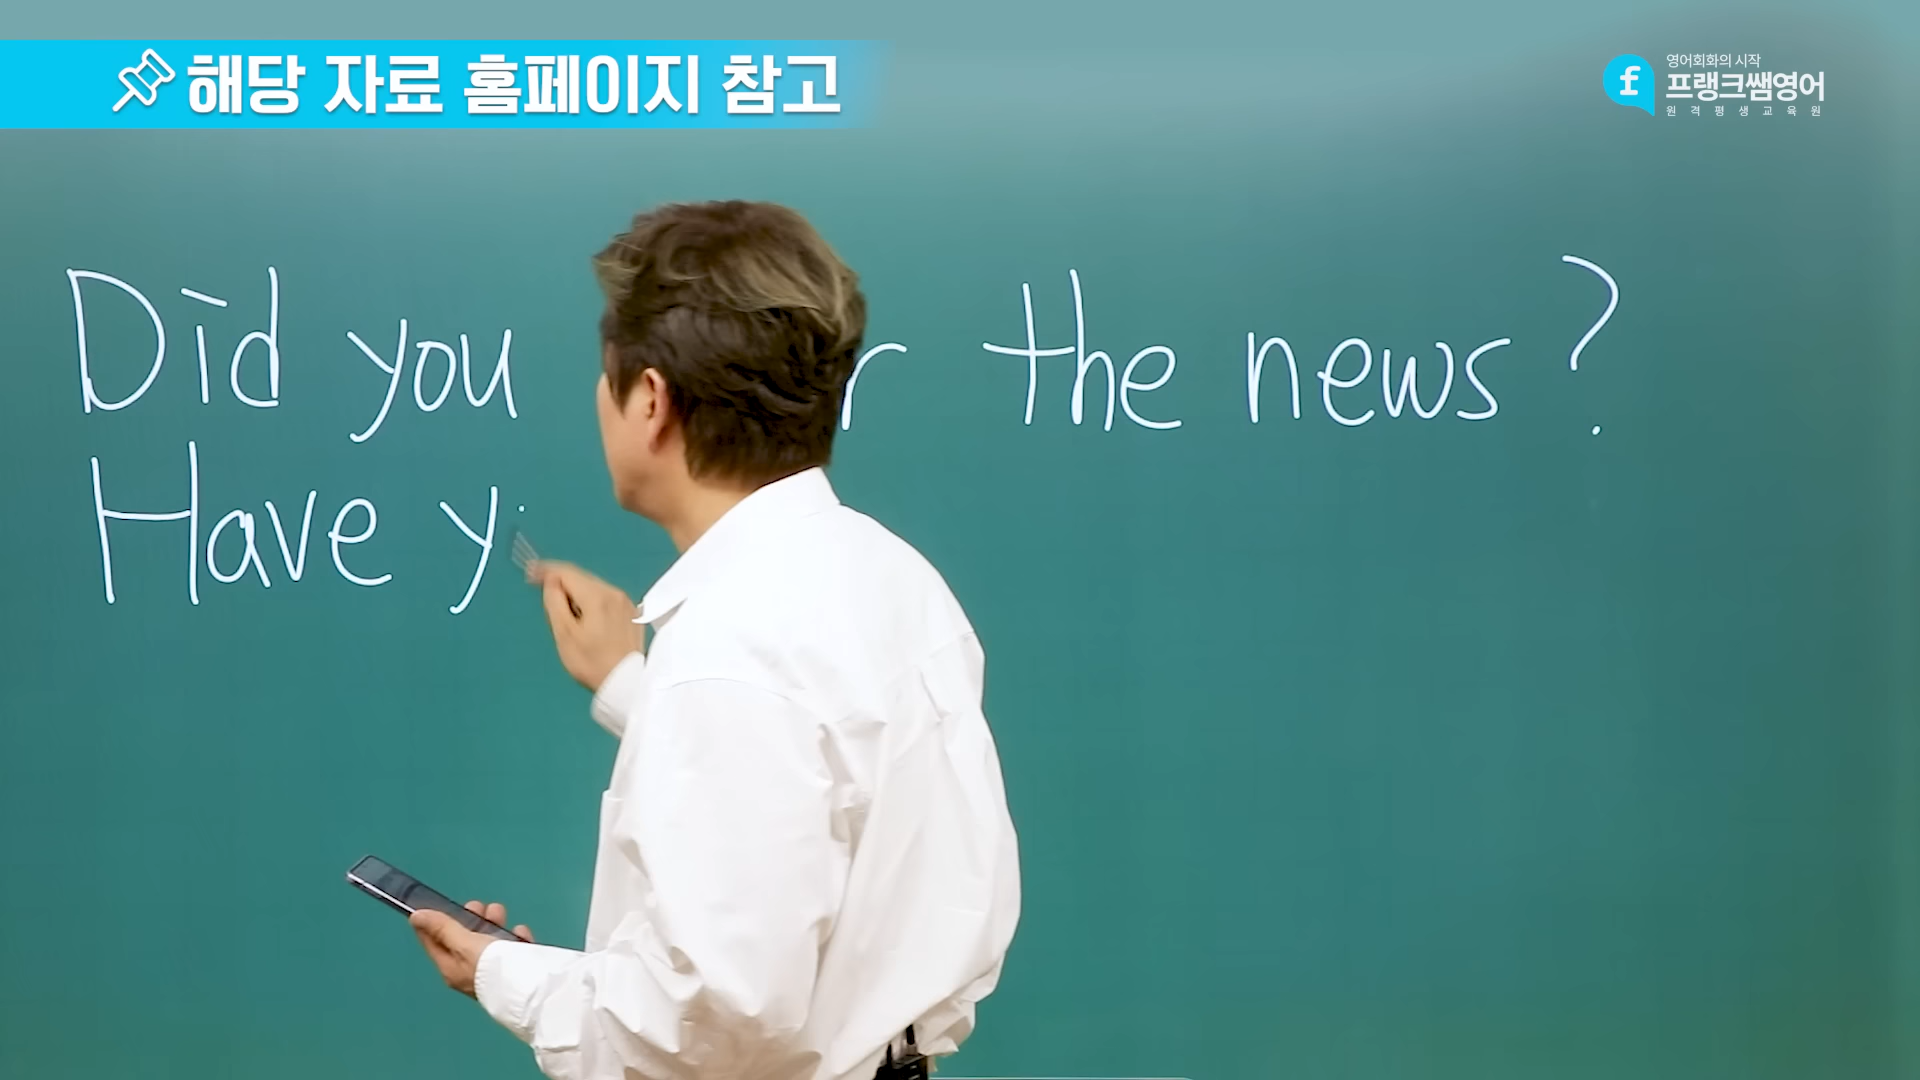 해당 자료 홈페이지 참고
영어회화의 시작
프랭크쌤영어
원격평생교육원
Did you the news?
Have y